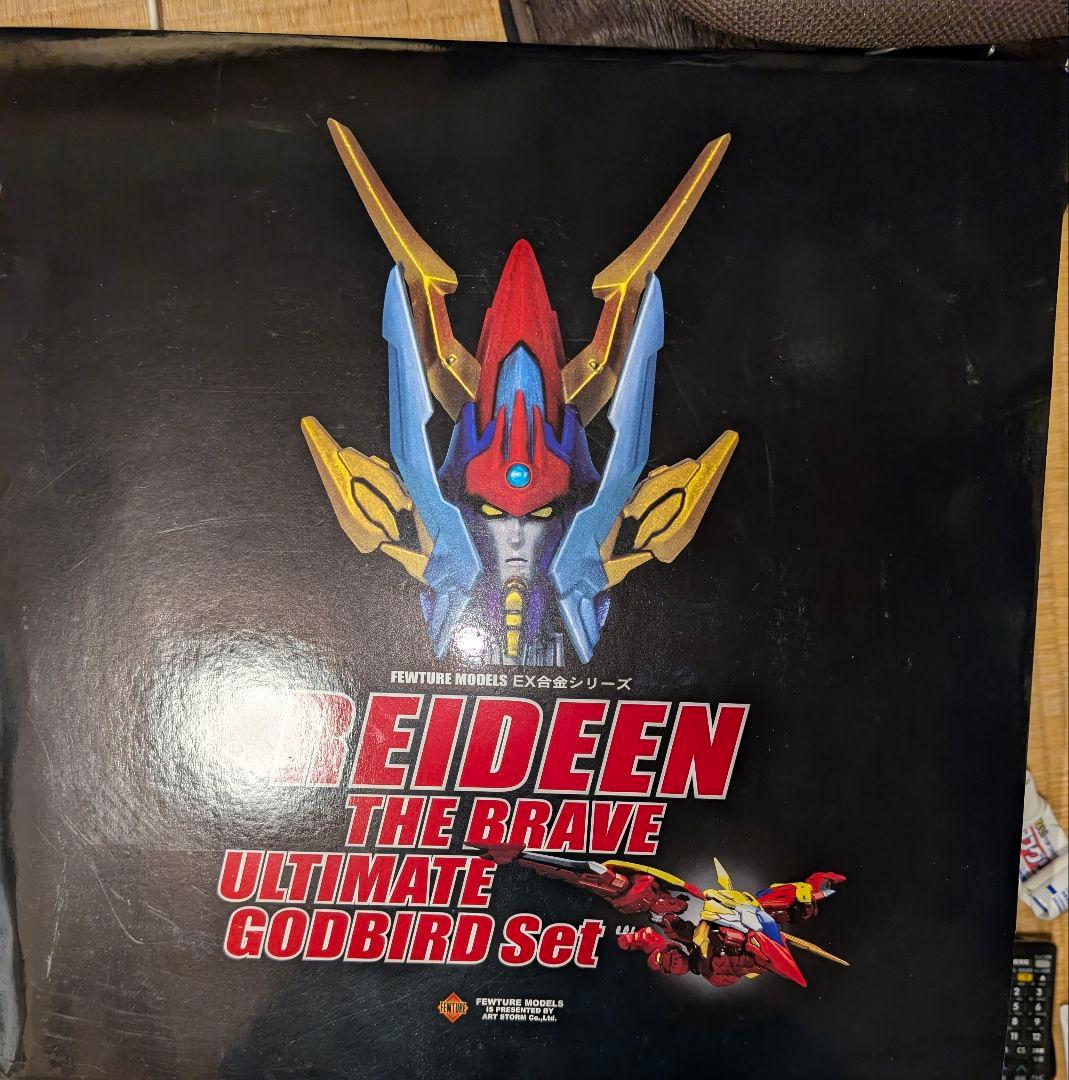 FEWTURE MODELS EX合金シリーズ
REIDEEN
THE BRAVE
ULTIMATE
GODBIRD Set
FEWTURE
FEWTURE MODELS
IS PRESENTED BY
ART STORM Co.,Ltd.